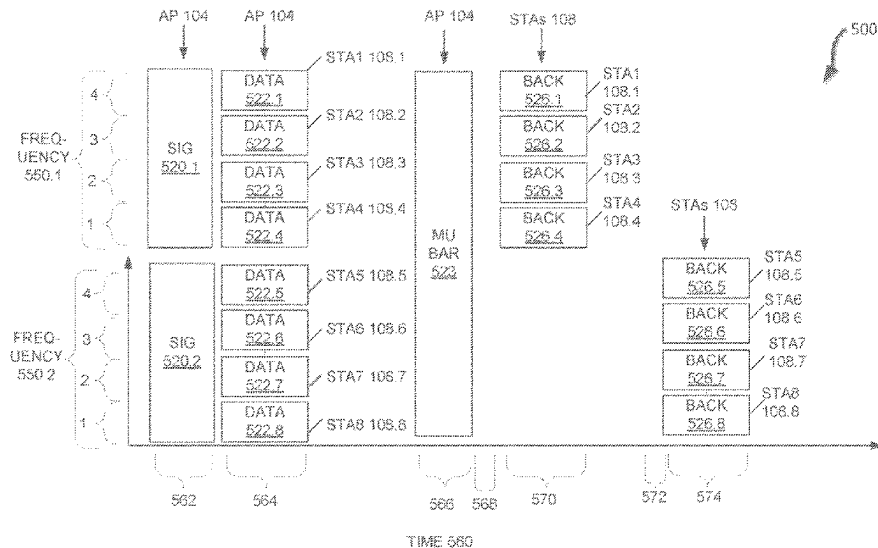 AP 104 AP 104 AP 104 STAs 108
500
STA1 108.1
DATA 522.1
BACK 526.1
STA1 108.1
4
STA2 108.2
DATA 522.2
BACK 526.2
STA2 108.2
FREQ-
UENCY
550.1
3
SIG
520.1
STA3 108.3
DATA 522.3
BACK 526.3
STA3 108.3
2
STA4 108.4
DATA 522.4
BACK 526.4
STA4 108.4
1
STAs 108
MU
BAR
523
STA5 108.5
DATA 522.5
BACK 526.5
STA5 108.5
4
FREQ-
UENCY
550.2
3
SIG
520.2
STA6 108.6
DATA 522.6
BACK 526.6
STA6 108.6
2
STA7 108.7
DATA 522.7
BACK 526.7
STA7 108.7
1
STA8 108.8
DATA 522.8
BACK 526.8
STA8 108.8
562 564 566 568 570 572 574
TIME 560